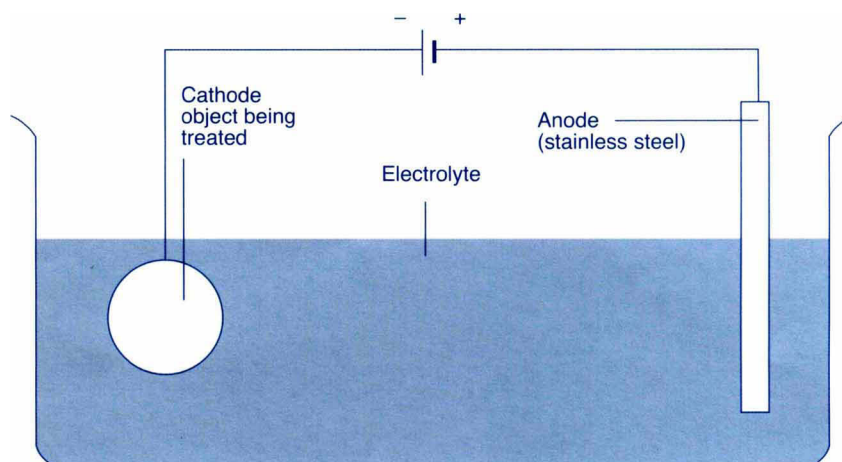 − +
Cathode
object being
treated
Anode
(stainless steel)
Electrolyte